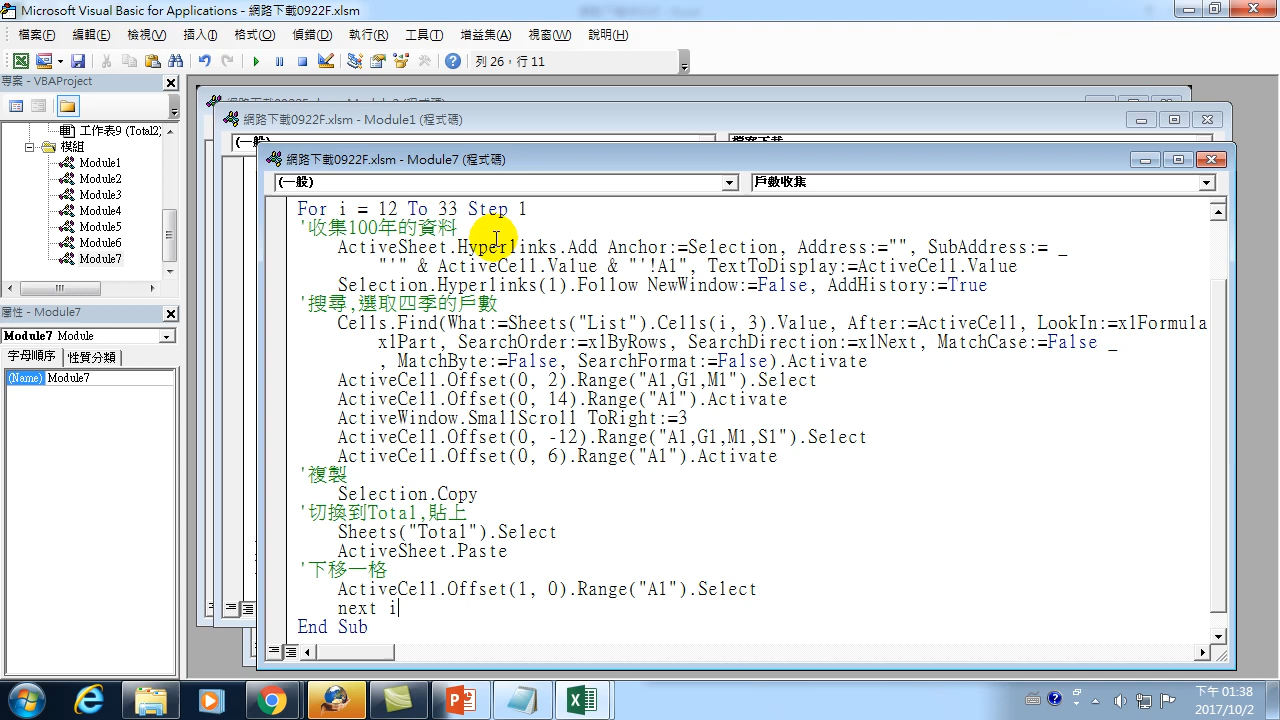 Microsoft Visual Basic for Applications - 網路下載0922F.xlsm
檔案(F) 編輯(E) 檢視(V) 插入(I) 格式(O) 偵錯(D) 執行(R) 工具(T) 增益集(A) 視窗(W) 說明(H)
列 26，行 11
專案 - VBAProject
工作表9 (Total2)
模組
Module1
Module2
Module3
Module4
Module5
Module6
Module7
屬性 - Module7
Module7 Module
字母順序 性質分類
(Name) Module7
網路下載0922F.xlsm - Module1 (程式碼)
網路下載0922F.xlsm - Module7 (程式碼)
(一般) 戶數收集
For i = 12 To 33 Step 1
'收集100年的資料
ActiveSheet.Hyperlinks.Add Anchor:=Selection, Address:="", SubAddress:= _
"'" & ActiveCell.Value & "'!A1", TextToDisplay:=ActiveCell.Value
Selection.Hyperlinks(1).Follow NewWindow:=False, AddHistory:=True
'搜尋,選取四季的戶數
Cells.Find(What:=Sheets("List").Cells(i, 3).Value, After:=ActiveCell, LookIn:=xlFormula
xlPart, SearchOrder:=xlByRows, SearchDirection:=xlNext, MatchCase:=False _
, MatchByte:=False, SearchFormat:=False).Activate
ActiveCell.Offset(0, 2).Range("A1,G1,M1").Select
ActiveCell.Offset(0, 14).Range("A1").Activate
ActiveWindow.SmallScroll ToRight:=3
ActiveCell.Offset(0, -12).Range("A1,G1,M1,S1").Select
ActiveCell.Offset(0, 6).Range("A1").Activate
'複製
Selection.Copy
'切換到Total,貼上
Sheets("Total").Select
ActiveSheet.Paste
'下移一格
ActiveCell.Offset(1, 0).Range("A1").Select
next i
End Sub
下午 01:38
2017/10/2